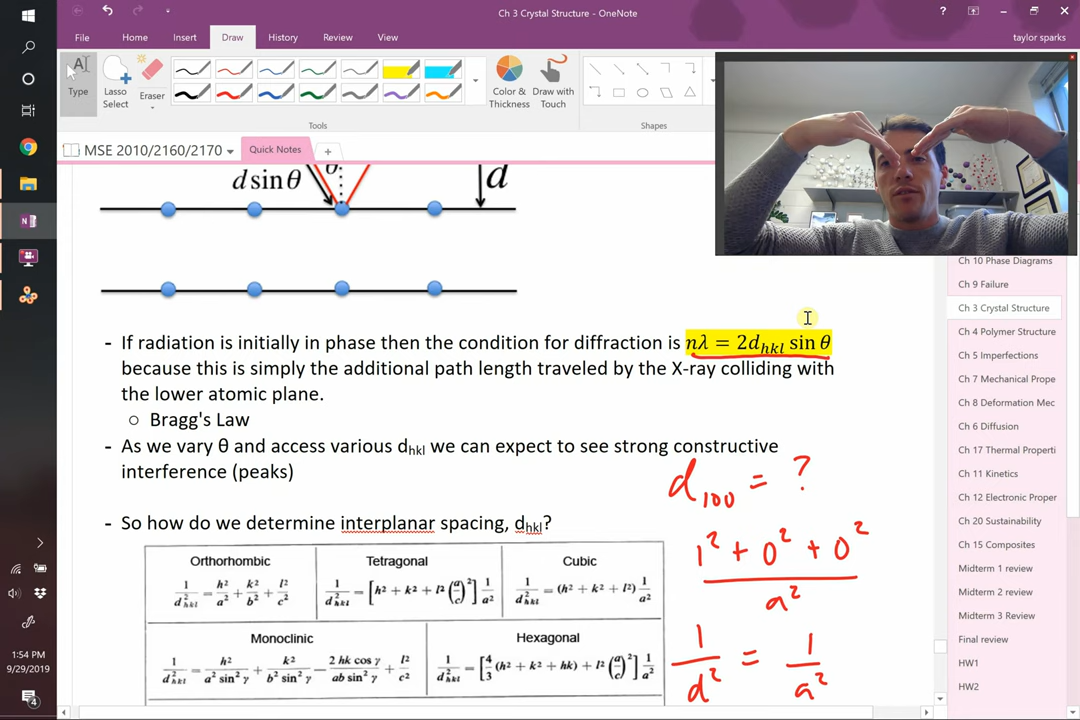 Ch 3 Crystal Structure - OneNote
?
File Home Insert Draw History Review View
taylor sparks
A
Type
Lasso Select
Eraser
Color & Thickness
Draw with Touch
Tools
Shapes
MSE 2010/2160/2170
Quick Notes
+
d sin θ
θ
d
- If radiation is initially in phase then the condition for diffraction is nλ = 2d_hkl sin θ
because this is simply the additional path length traveled by the X-ray colliding with
the lower atomic plane.
○ Bragg's Law
- As we vary θ and access various d_hkl we can expect to see strong constructive
interference (peaks)
d_100 = ?
- So how do we determine interplanar spacing, d_hkl?
1² + 0² + 0²
a²
1/d² = 1/a²
Orthorhombic
1/d²_hkl = h²/a² + k²/b² + l²/c²
Tetragonal
1/d²_hkl = [h² + k² + l² (a/c)²] 1/a²
Cubic
1/d²_hkl = (h² + k² + l²) 1/a²
Monoclinic
1/d²_hkl = h²/a² sin² γ + k²/b² sin² γ − 2 hk cos γ/ab sin² γ + l²/c²
Hexagonal
1/d²_hkl = [4/3 (h² + k² + hk) + l² (a/c)²] 1/a²
Ch 10 Phase Diagrams
Ch 9 Failure
Ch 3 Crystal Structure
Ch 4 Polymer Structure
Ch 5 Imperfections
Ch 7 Mechanical Prope
Ch 8 Deformation Mec
Ch 6 Diffusion
Ch 17 Thermal Properti
Ch 11 Kinetics
Ch 12 Electronic Proper
Ch 20 Sustainability
Ch 15 Composites
Midterm 1 review
Midterm 2 review
Midterm 3 Review
Final review
HW1
HW2
1:54 PM
9/29/2019
4